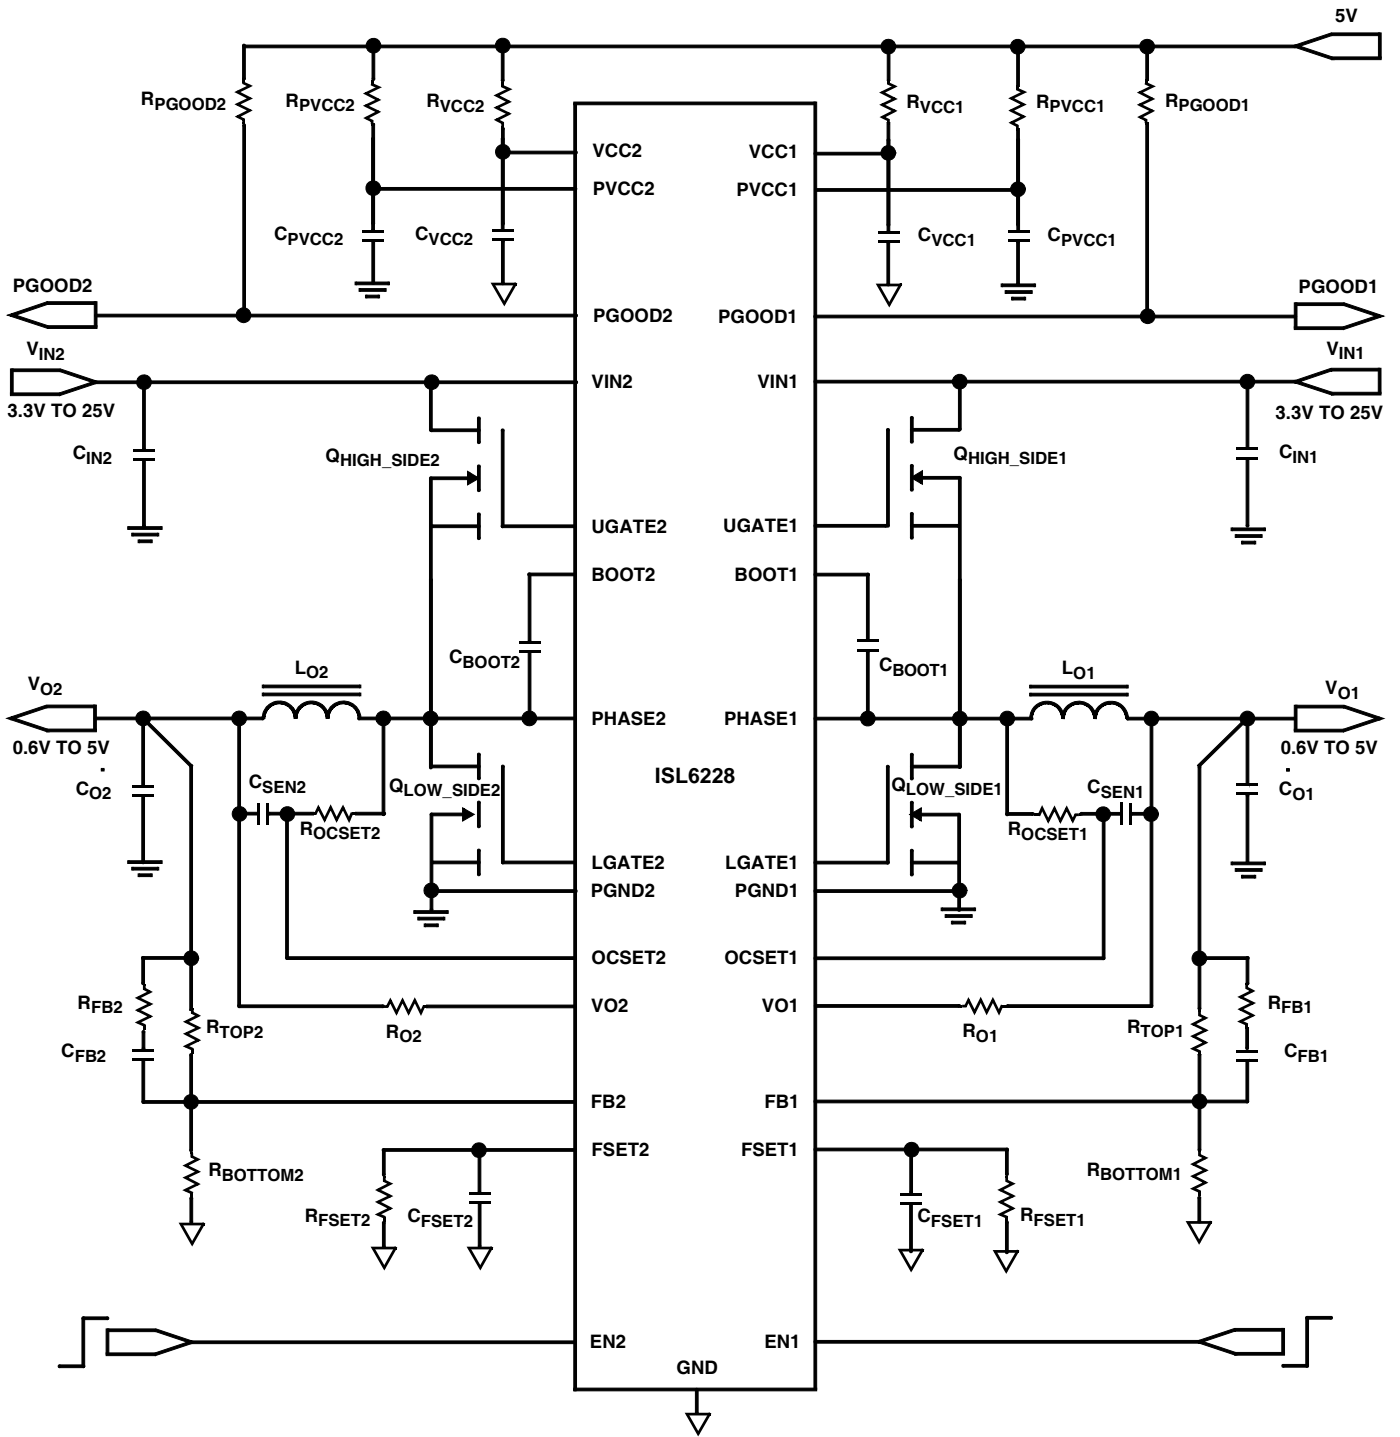 5V
RPGOOD2
RPVCC2
RVCC2
RVCC1
RPVCC1
RPGOOD1
VCC2
VCC1
PVCC2
PVCC1
CPVCC2
CVCC2
CVCC1
CPVCC1
PGOOD2
PGOOD1
PGOOD2
PGOOD1
VIN2
VIN1
VIN2
VIN1
3.3V TO 25V
3.3V TO 25V
CIN2
QHIGH_SIDE2
QHIGH_SIDE1
CIN1
UGATE2
UGATE1
BOOT2
BOOT1
CBOOT2
CBOOT1
LO2
LO1
VO2
VO1
PHASE2
PHASE1
0.6V TO 5V
0.6V TO 5V
ISL6228
CO2
CSEN2
QLOW_SIDE2
QLOW_SIDE1
CSEN1
CO1
ROCSET2
ROCSET1
LGATE2
LGATE1
PGND2
PGND1
OCSET2
OCSET1
RFB2
VO2
VO1
RFB1
RTOP2
RO2
RO1
RTOP1
CFB2
CFB1
FB2
FB1
FSET2
FSET1
RBOTTOM2
RBOTTOM1
RFSET2
CFSET2
CFSET1
RFSET1
EN2
EN1
GND